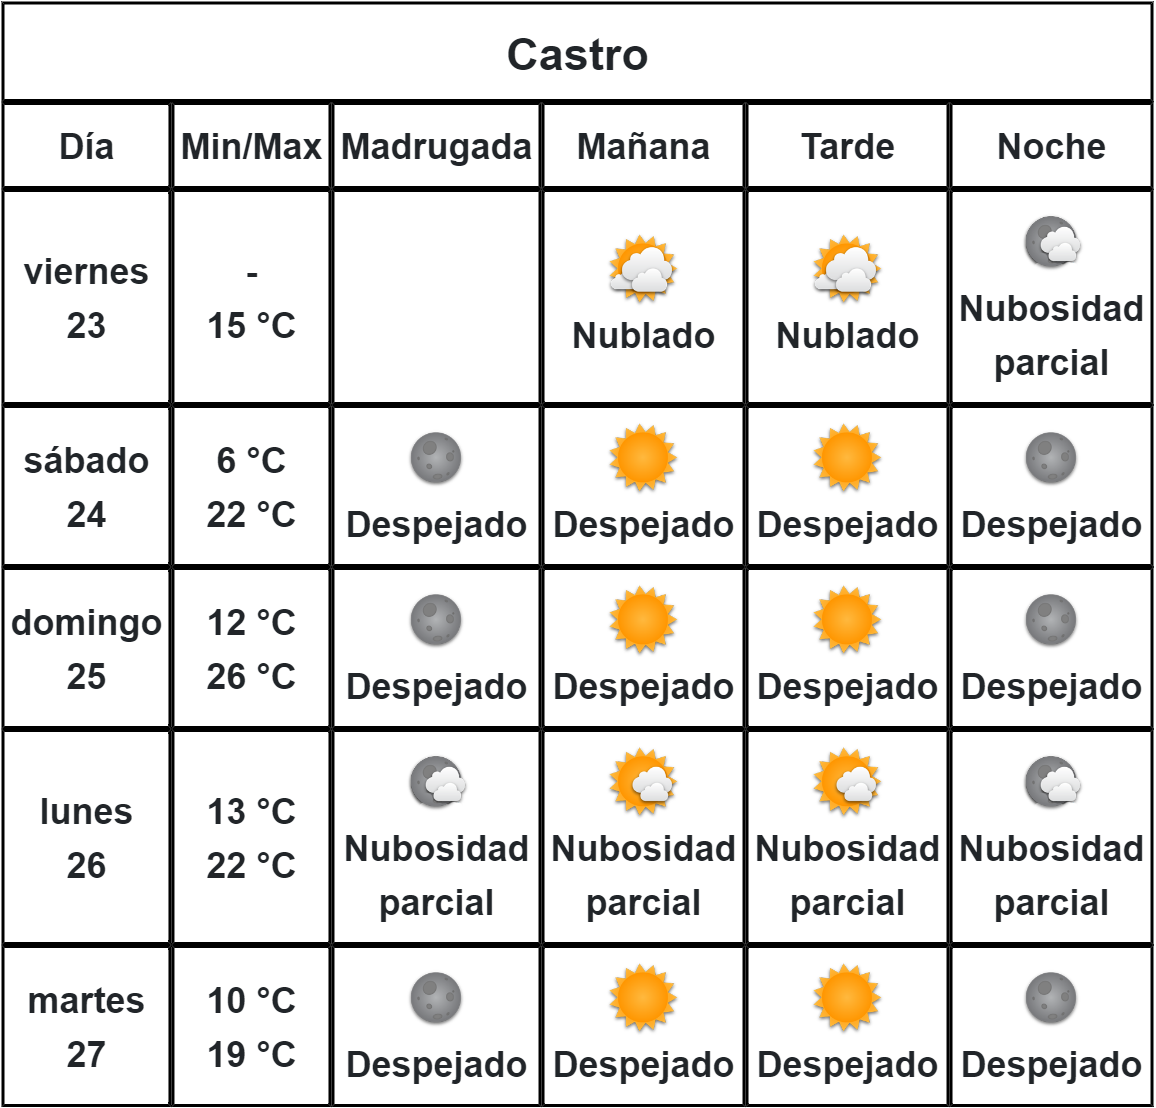 Castro
Día Min/Max Madrugada Mañana Tarde Noche
viernes
23
-
15 °C
Nublado
Nublado
Nubosidad
parcial
sábado
24
6 °C
22 °C
Despejado
Despejado
Despejado
Despejado
domingo
25
12 °C
26 °C
Despejado
Despejado
Despejado
Despejado
lunes
26
13 °C
22 °C
Nubosidad
parcial
Nubosidad
parcial
Nubosidad
parcial
Nubosidad
parcial
martes
27
10 °C
19 °C
Despejado
Despejado
Despejado
Despejado